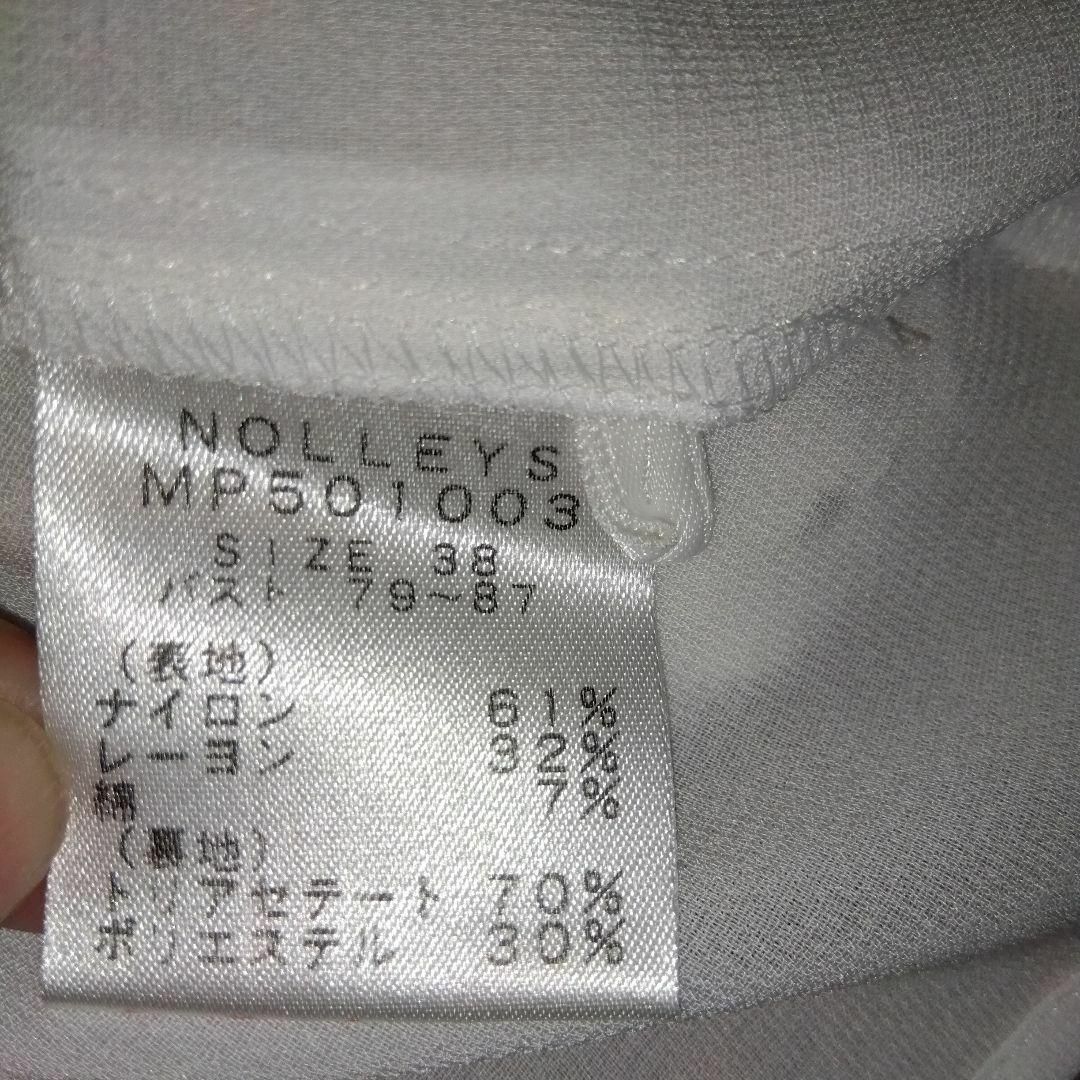 NOLLEYS
MP501003
SIZE 38
バスト 79~87
(表地)
ナイロン 61%
レーヨン 32%
綿 7%
(裏地)
トリアセテート 70%
ポリエステル 30%